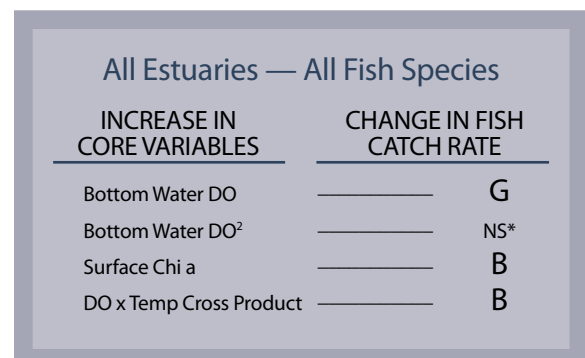 All Estuaries — All Fish Species
INCREASE IN CORE VARIABLES
CHANGE IN FISH CATCH RATE
Bottom Water DO G
Bottom Water DO² NS*
Surface Chi a B
DO x Temp Cross Product B